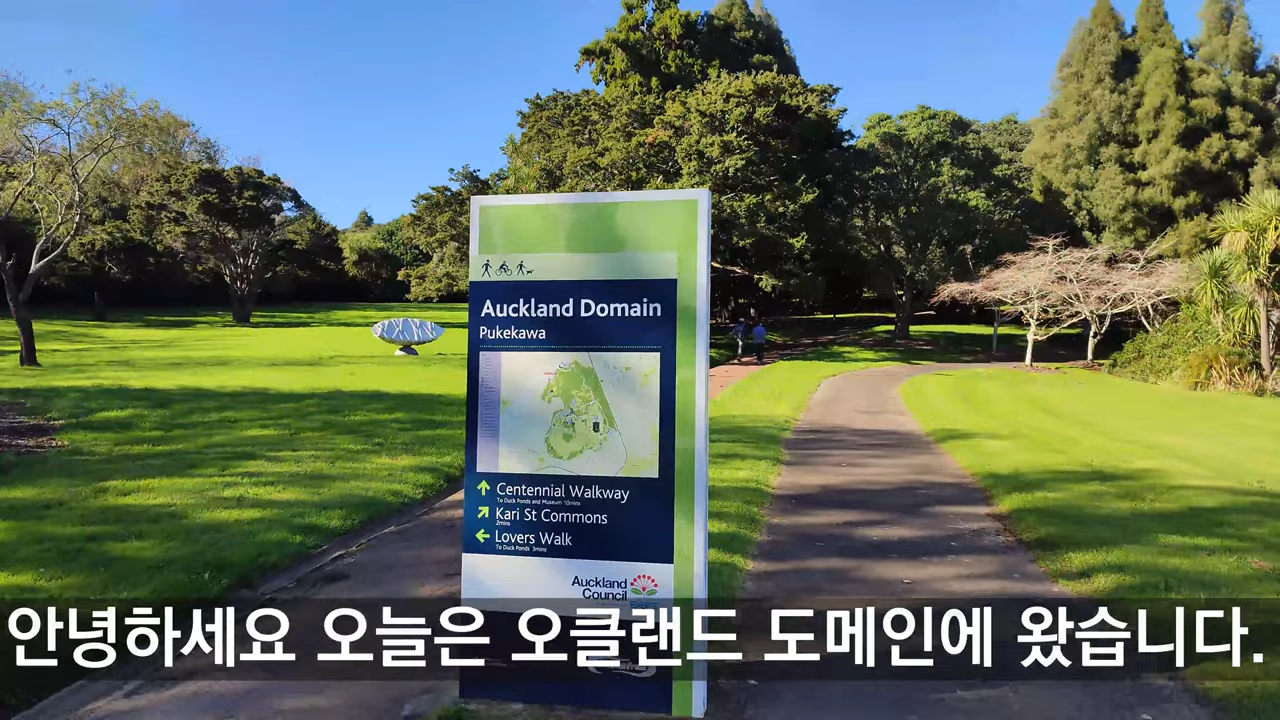 Auckland Domain
Pukekawa
Centennial Walkway
To Duck Ponds and Museum 10mins
Kari St Commons
2mins
Lovers Walk
To Duck Ponds 3mins
Auckland
Council
안녕하세요 오늘은 오클랜드 도메인에 왔습니다.